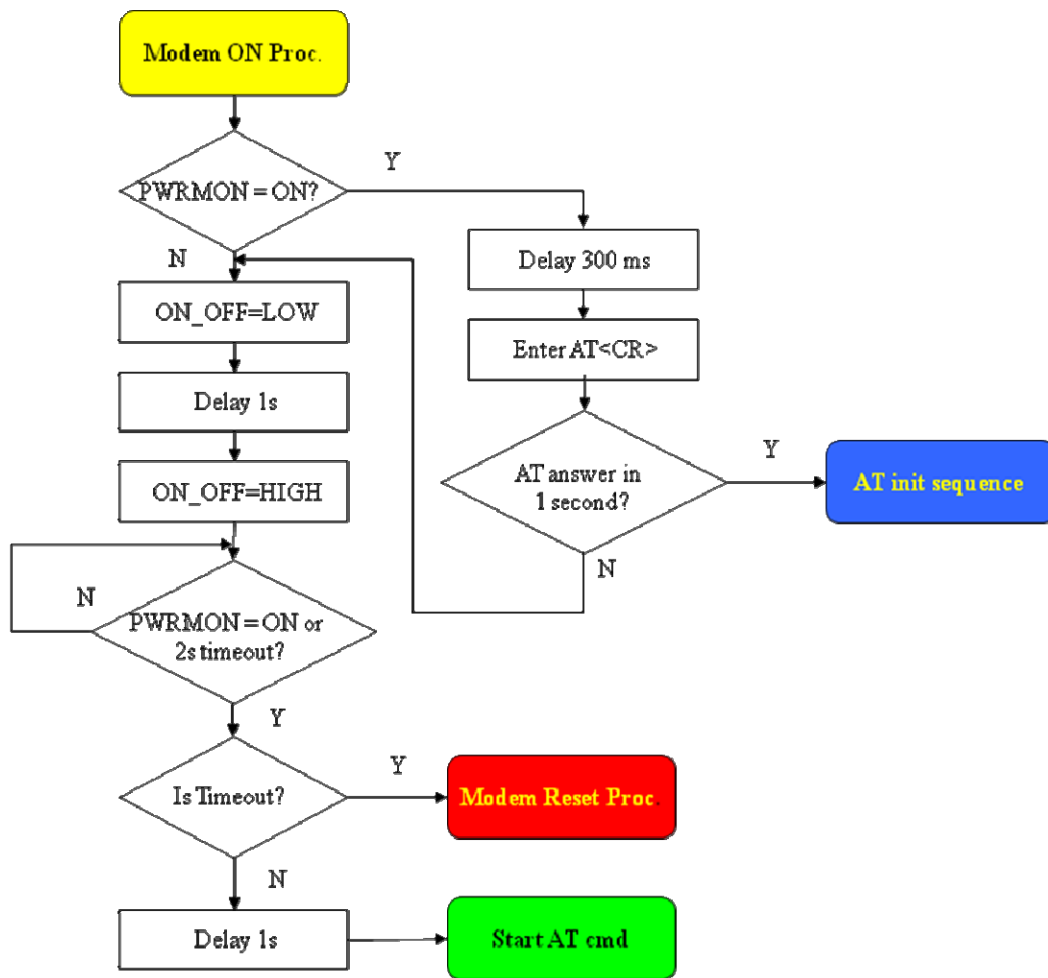 Modem ON Proc.
PWRMON = ON?
Y
N
Delay 300 ms
ON_OFF=LOW
Enter AT<CR>
Delay 1s
AT answer in
1 second?
Y
AT init sequence
ON_OFF=HIGH
N
N
PWRMON = ON or
2s timeout?
Y
Is Timeout?
Y
Modem Reset Proc.
N
Delay 1s
Start AT cmd